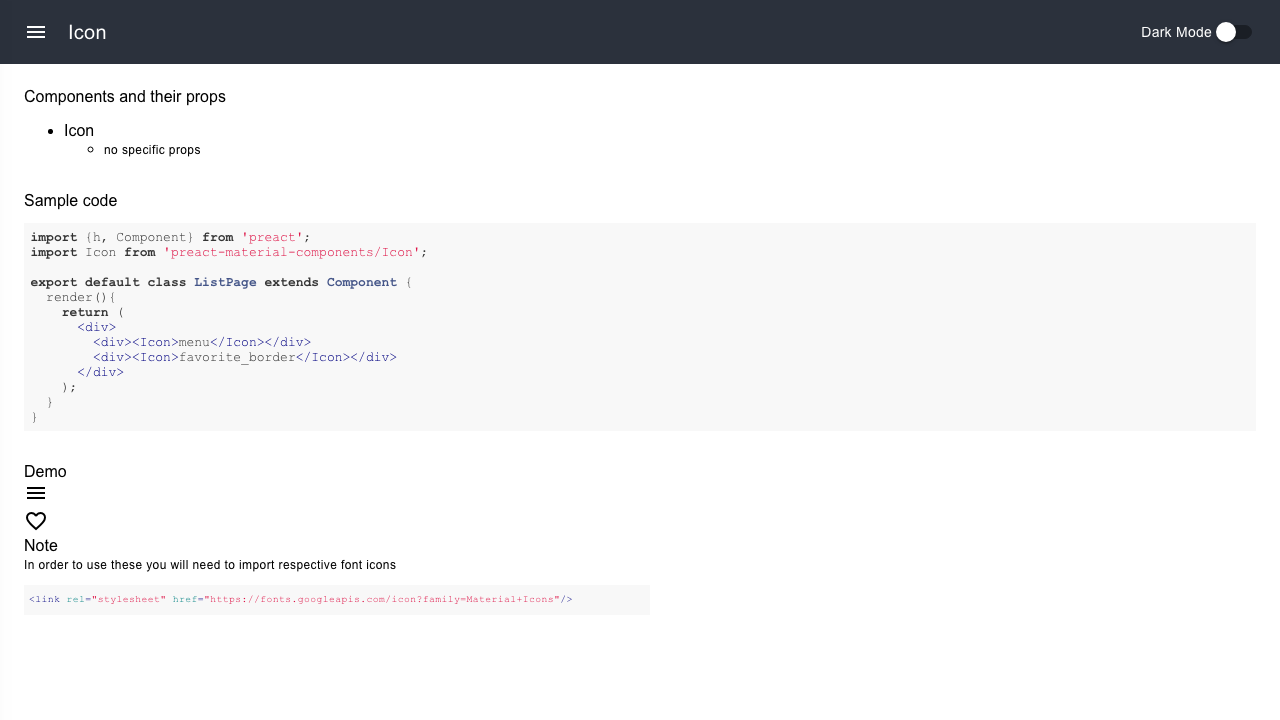 Icon
Dark Mode
Components and their props
Icon
no specific props
Sample code
import {h, Component} from 'preact';
import Icon from 'preact-material-components/Icon';
export default class ListPage extends Component {
  render(){
    return (
      <div>
        <div><Icon>menu</Icon></div>
        <div><Icon>favorite_border</Icon></div>
      </div>
    );
  }
}
Demo
Note
In order to use these you will need to import respective font icons
<link rel="stylesheet" href="https://fonts.googleapis.com/icon?family=Material+Icons"/>